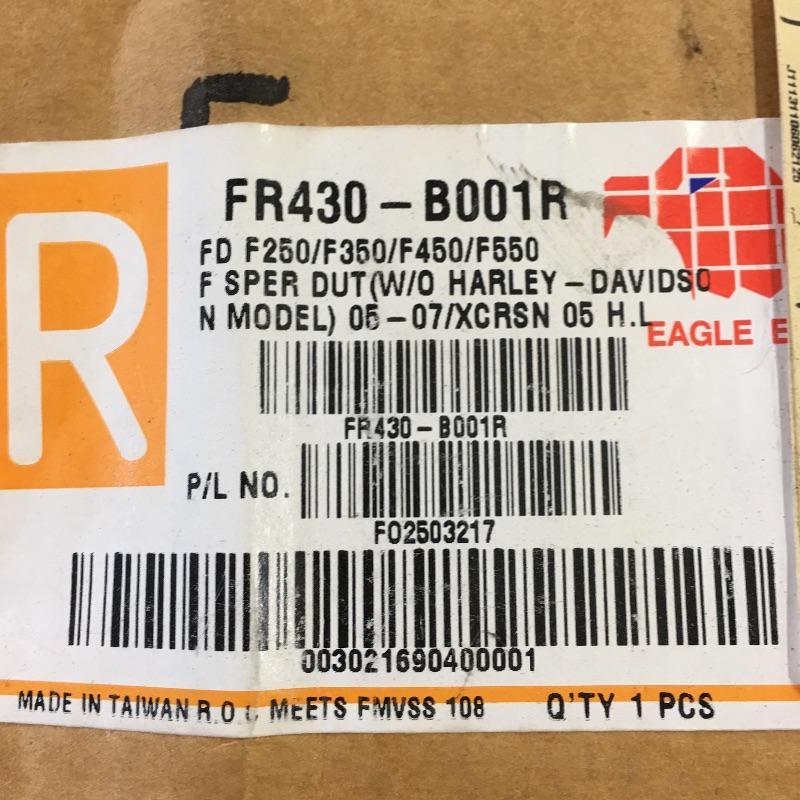 R
FR430-B001R
FD F250/F350/F450/F550
F SPER DUT(W/O HARLEY-DAVIDSO
N MODEL) 05-07/XCRSN 05 H.L
EAGLE E
FR430-B001R
P/L NO.
FO2503217
003021690400001
MADE IN TAIWAN R.O.C MEETS FMVSS 108 Q'TY 1 PCS